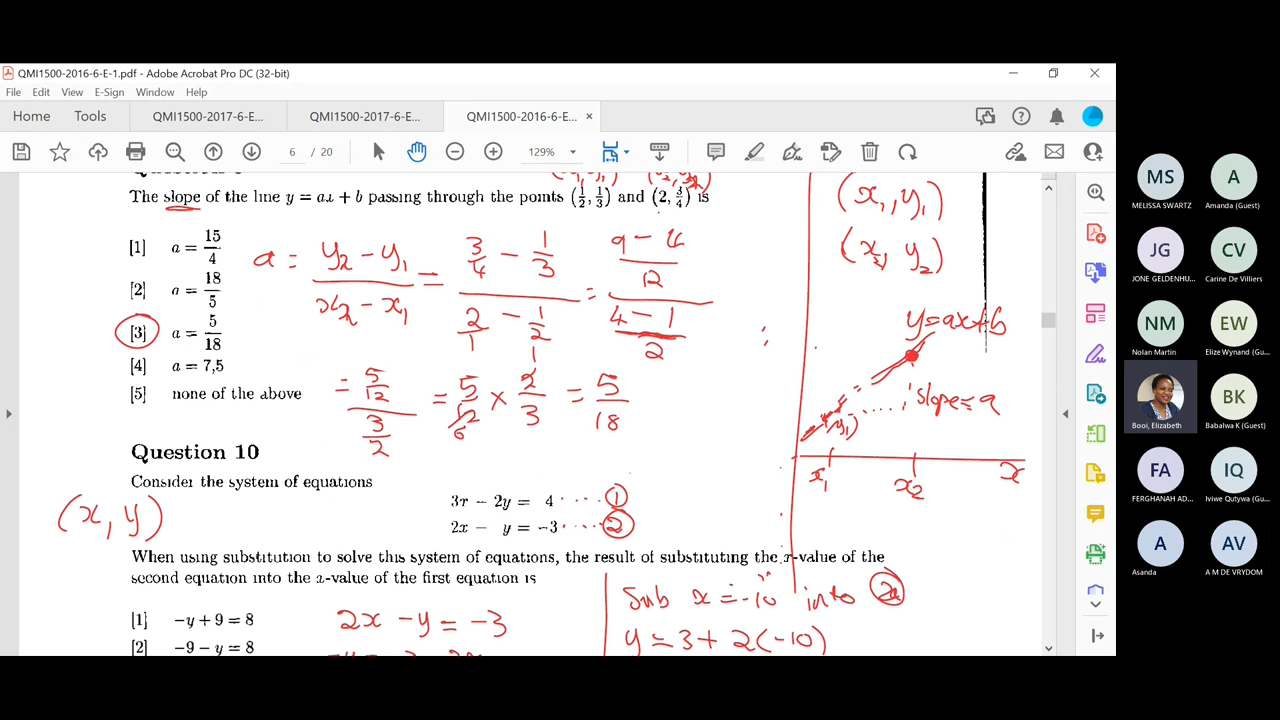 QMI1500-2016-6-E-1.pdf - Adobe Acrobat Pro DC (32-bit)
File Edit View E-Sign Window Help
Home Tools QMI1500-2017-6-E... QMI1500-2017-6-E... QMI1500-2016-6-E... ×
6 / 20 129%
The slope of the line y = ax + b passing through the points (1/2, 1/3) and (2, 3/4) is
[1] a = 15/4
[2] a = 18/5
[3] a = 5/18
[4] a = 7,5
[5] none of the above
a = (y2 - y1)/(x2 - x1) = (3/4 - 1/3)/(2/1 - 1/2) = ((9 - 4)/12)/((4 - 1)/2)
= (5/12)/(3/2) = 5/12 × 2/3 = 5/18
6
1
(x1, y1)
(x2, y2)
y = ax + b
slope = a
x1 x2 x
Question 10
Consider the system of equations
(x, y)
3x − 2y = 4 ···· 1
2x − y = −3 ···· 2
When using substitution to solve this system of equations, the result of substituting the x-value of the
second equation into the x-value of the first equation is
[1] −y + 9 = 8
[2] −9 − y = 8
2x - y = -3
Sub x = -10 into 2
y = 3 + 2(-10)
MS
MELISSA SWARTZ
A
Amanda (Guest)
JG
JONE GELDENHU...
CV
Carine De Villiers
NM
Nolan Martin
EW
Elize Wynand (Gu...
Booi, Elizabeth
BK
Babalwa K (Guest)
FA
FERGHANAH AD...
IQ
Iviwe Qutywa (Gu...
A
Asanda
AV
A M DE VRYDOM